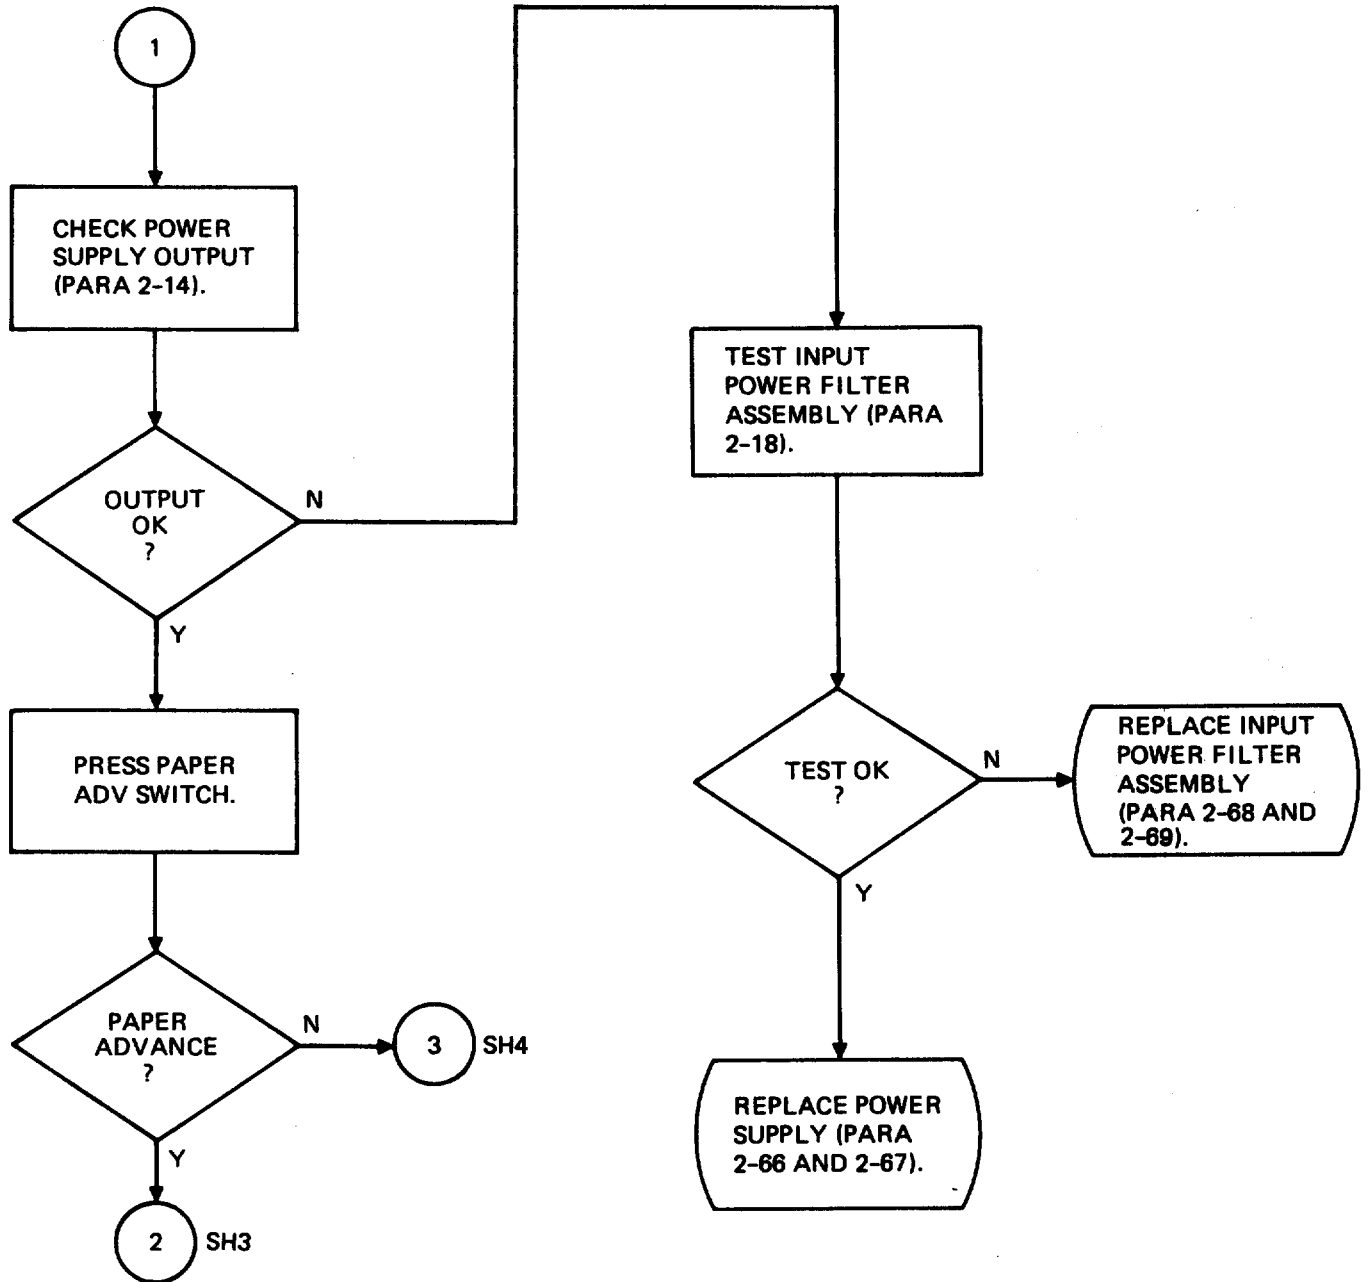 1
CHECK POWER
SUPPLY OUTPUT
(PARA 2-14).
OUTPUT
OK
?
N
Y
PRESS PAPER
ADV SWITCH.
PAPER
ADVANCE
?
N
3 SH4
Y
2 SH3
TEST INPUT
POWER FILTER
ASSEMBLY (PARA
2-18).
TEST OK
?
N
REPLACE INPUT
POWER FILTER
ASSEMBLY
(PARA 2-68 AND
2-69).
Y
REPLACE POWER
SUPPLY (PARA
2-66 AND 2-67).